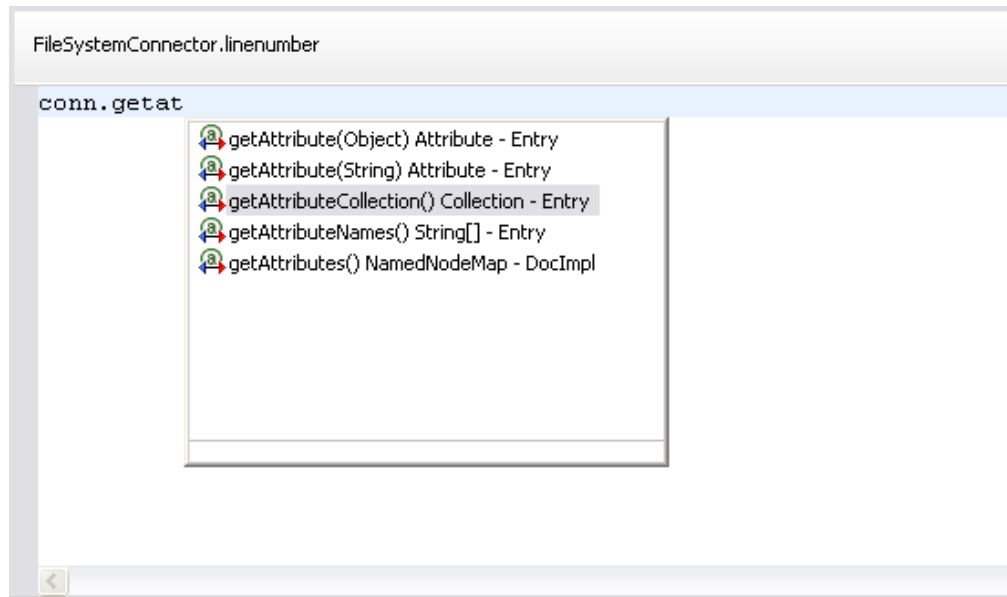 FileSystemConnector.linenumber
conn.getat
getAttribute(Object) Attribute - Entry
getAttribute(String) Attribute - Entry
getAttributeCollection() Collection - Entry
getAttributeNames() String[] - Entry
getAttributes() NamedNodeMap - DocImpl